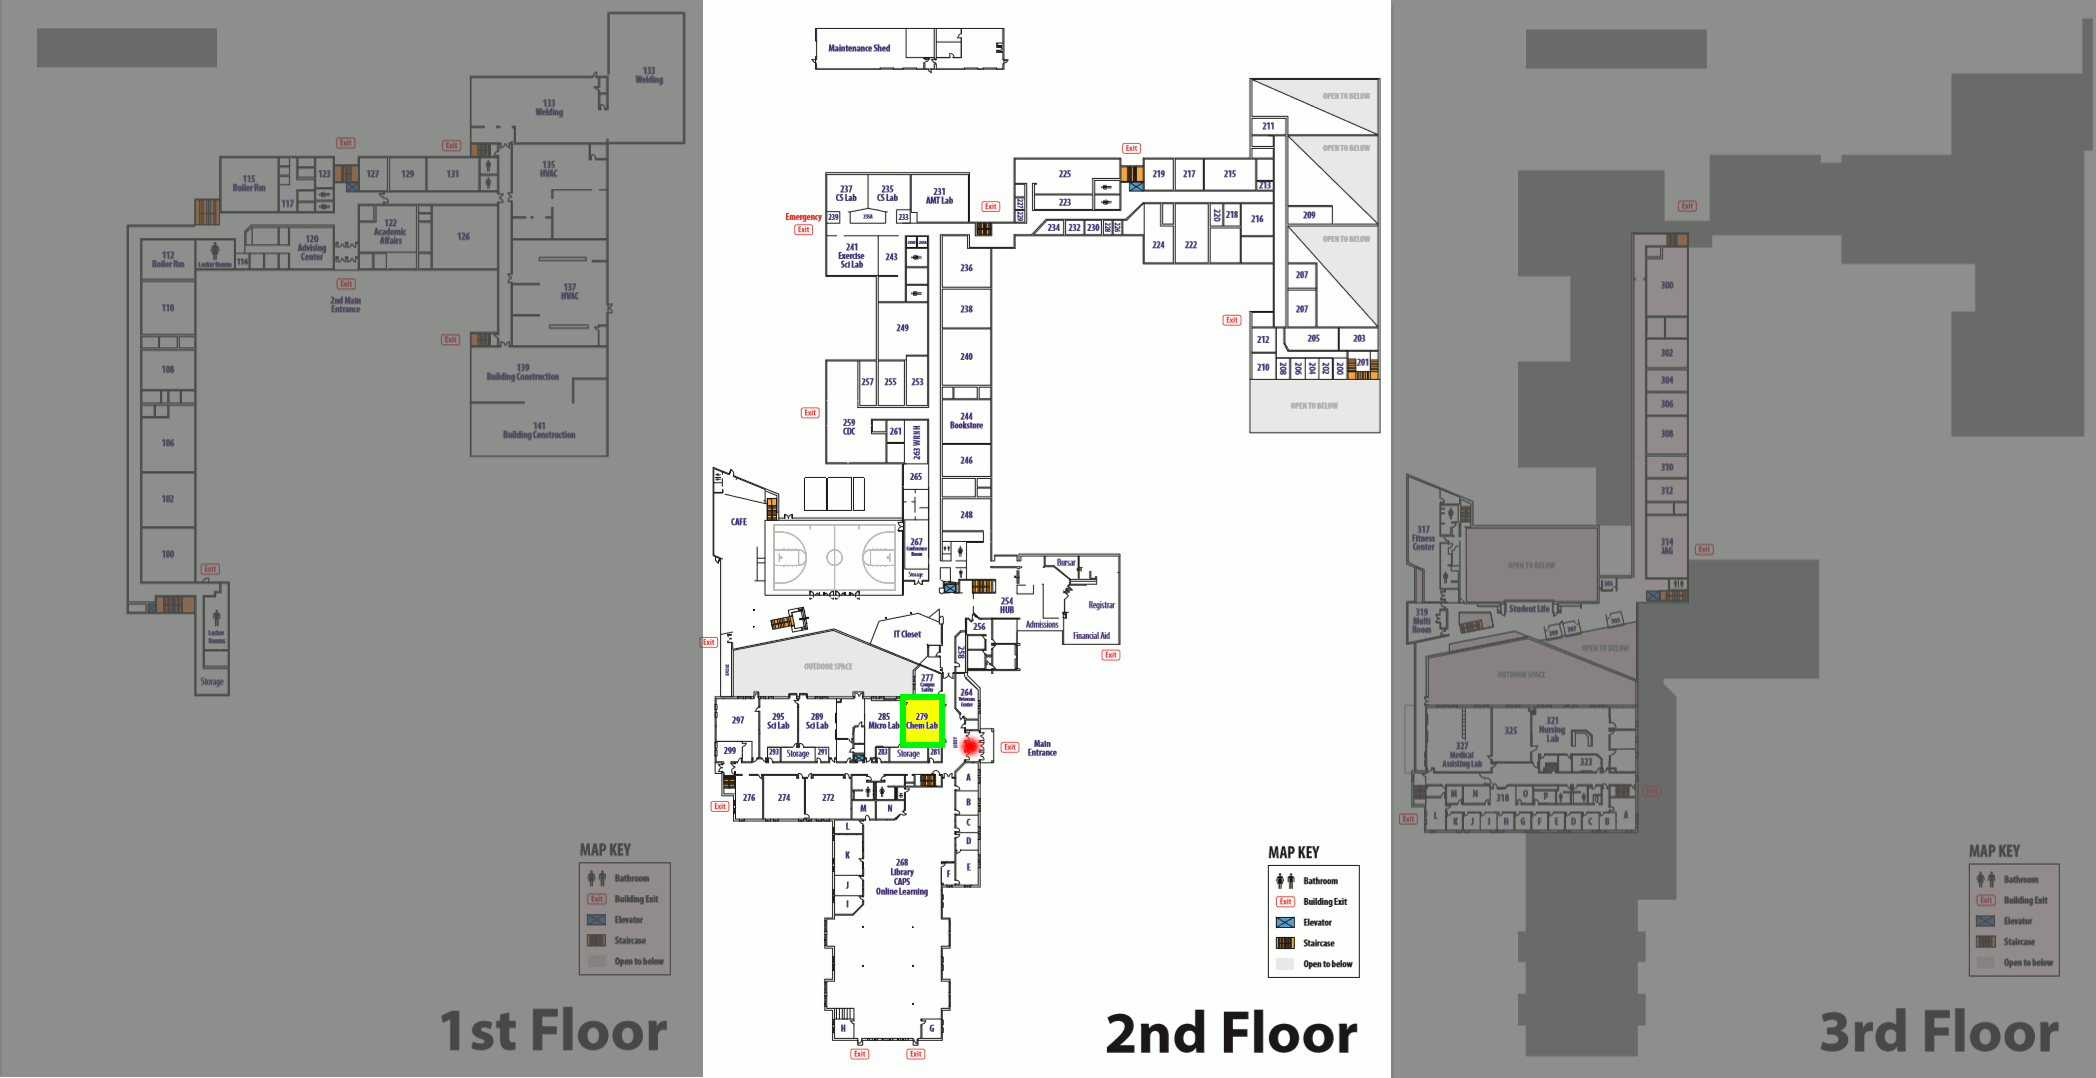 133
Welding
133
Welding
Exit
Exit
115
Boiler Rm
123
127
129
131
135
HVAC
117
122
Academic
Affairs
126
120
Advising
Center
112
Boiler Rm
Locker Rooms
116
Exit
2nd Main
Entrance
137
HVAC
110
Exit
108
139
Building Construction
106
141
Building Construction
102
100
Exit
Locker
Rooms
Storage
MAP KEY
Bathroom
Exit
Building Exit
Elevator
Staircase
Open to below
1st Floor
Maintenance Shed
OPEN TO BELOW
211
OPEN TO BELOW
Exit
225
219
217
215
213
237
CS Lab
235
CS Lab
231
AMT Lab
227
229
223
Exit
Emergency
Exit
239
235A
233
209
234
232
230
228
226
220
218
216
224
222
OPEN TO BELOW
241
Exercise
Sci Lab
243
236
207
207
238
249
Exit
212
205
203
240
257
255
253
210
208
206
204
202
200
201
OPEN TO BELOW
Exit
259
CDC
261
263 WRNH
244
Bookstore
246
265
248
CAFE
267
Conference
Room
Storage
Bursar
254
HUB
Registrar
Admissions
Financial Aid
Exit
256
258
IT Closet
Exit
OUTDOOR SPACE
277
Campus
Safety
264
Veterans
Center
297
295
Sci Lab
289
Sci Lab
285
Micro Lab
279
Chem Lab
LOBBY
Exit
Main
Entrance
299
293
Storage
291
283
Storage
281
276
274
272
M
N
Exit
A
B
C
D
E
F
L
K
J
I
268
Library
CAPS
Online Learning
H
G
Exit
Exit
MAP KEY
Bathroom
Exit
Building Exit
Elevator
Staircase
Open to below
2nd Floor
Exit
300
302
304
306
308
310
312
314
JAG
Exit
317
Fitness
Center
OPEN TO BELOW
303
Student Life
319
Multi
Room
309
307
305
OPEN TO BELOW
OUTDOOR SPACE
327
Medical
Assisting Lab
325
321
Nursing
Lab
323
Exit
M
N
318
O
P
Exit
L
K
J
I
H
G
F
E
D
C
B
A
MAP KEY
Bathroom
Exit
Building Exit
Elevator
Staircase
Open to below
3rd Floor